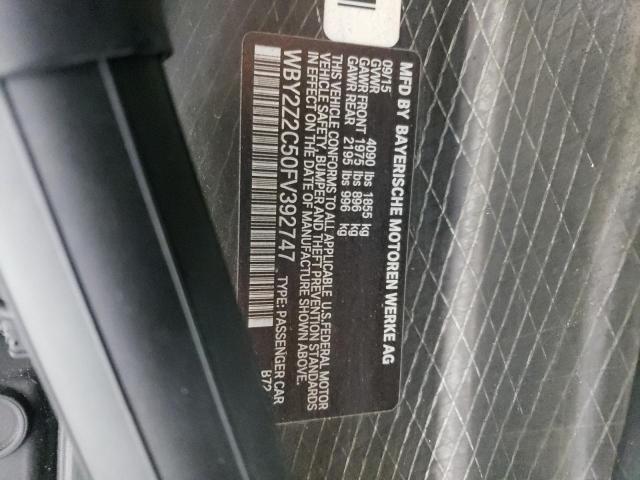 MFD BY BAYERISCHE MOTOREN WERKE AG
09/15
GVWR 4090 lbs 1855 kg
GAWR FRONT 1975 lbs 896 kg
GAWR REAR 2195 lbs 996 kg
THIS VEHICLE CONFORMS TO ALL APPLICABLE U.S.FEDERAL MOTOR
VEHICLE SAFETY, BUMPER AND THEFT PREVENTION STANDARDS
IN EFFECT ON THE DATE OF MANUFACTURE SHOWN ABOVE.
WBY2Z2C50FV392747 TYPE: PASSENGER CAR
B72